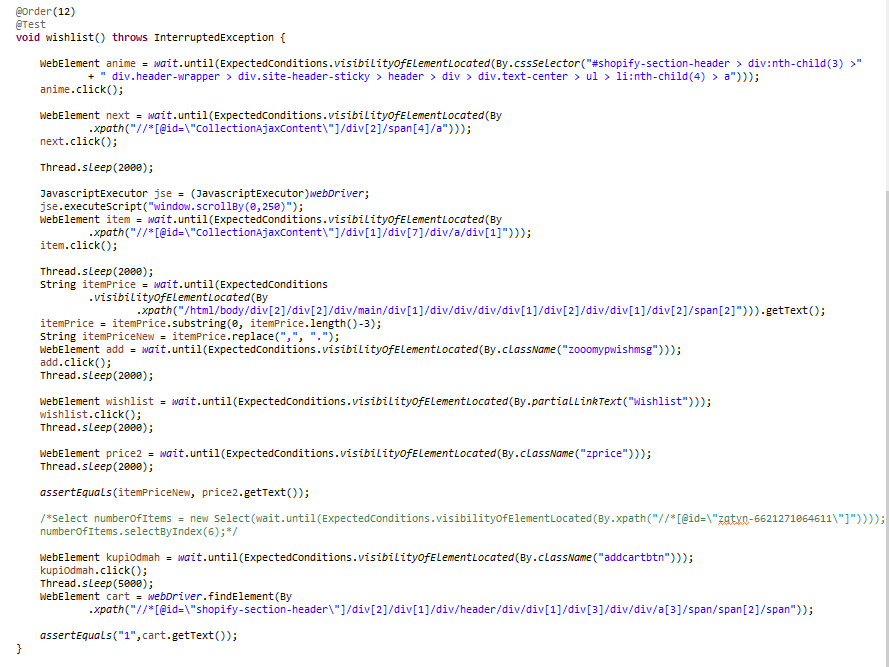 @Order(12)
@Test
void wishlist() throws InterruptedException {
WebElement anime = wait.until(ExpectedConditions.visibilityOfElementLocated(By.cssSelector("#shopify-section-header > div:nth-child(3) >"
+ " div.header-wrapper > div.site-header-sticky > header > div > div.text-center > ul > li:nth-child(4) > a")));
anime.click();
WebElement next = wait.until(ExpectedConditions.visibilityOfElementLocated(By
.xpath("//*[@id=\"CollectionAjaxContent\"]/div[2]/span[4]/a")));
next.click();
Thread.sleep(2000);
JavascriptExecutor jse = (JavascriptExecutor)webDriver;
jse.executeScript("window.scrollBy(0,250)");
WebElement item = wait.until(ExpectedConditions.visibilityOfElementLocated(By
.xpath("//*[@id=\"CollectionAjaxContent\"]/div[1]/div[7]/div/a/div[1]")));
item.click();
Thread.sleep(2000);
String itemPrice = wait.until(ExpectedConditions
.visibilityOfElementLocated(By
.xpath("/html/body/div[2]/div[2]/div/main/div[1]/div/div/div/div[1]/div[2]/div/div[1]/div[2]/span[2]"))).getText();
itemPrice = itemPrice.substring(0, itemPrice.length()-3);
String itemPriceNew = itemPrice.replace(",", ".");
WebElement add = wait.until(ExpectedConditions.visibilityOfElementLocated(By.className("zooomypwishmsg")));
add.click();
Thread.sleep(2000);
WebElement wishlist = wait.until(ExpectedConditions.visibilityOfElementLocated(By.partialLinkText("Wishlist")));
wishlist.click();
Thread.sleep(2000);
WebElement price2 = wait.until(ExpectedConditions.visibilityOfElementLocated(By.className("zprice")));
Thread.sleep(2000);
assertEquals(itemPriceNew, price2.getText());
/*Select numberOfItems = new Select(wait.until(ExpectedConditions.visibilityOfElementLocated(By.xpath("//*[@id=\"zqtyn-6621271064611\"]"))));
numberOfItems.selectByIndex(6);*/
WebElement kupiOdmah = wait.until(ExpectedConditions.visibilityOfElementLocated(By.className("addcartbtn")));
kupiOdmah.click();
Thread.sleep(5000);
WebElement cart = webDriver.findElement(By
.xpath("//*[@id=\"shopify-section-header\"]/div[2]/div[1]/div/header/div/div[1]/div[3]/div/div/a[3]/span/span[2]/span"));
assertEquals("1",cart.getText());
}